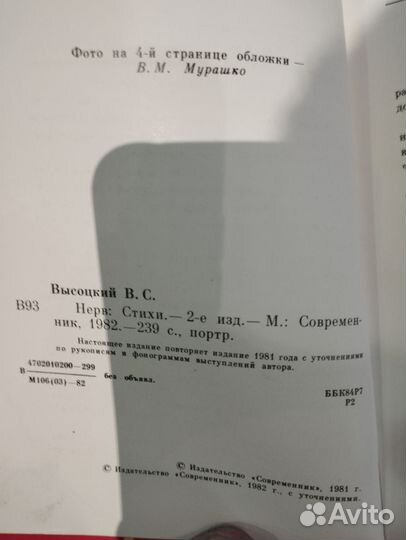 Фото на 4-й странице обложки —
В. М. Мурашко
Высоцкий В. С.
В93
Нерв: Стихи.— 2-е изд.— М.: Современ-
ник, 1982.—239 с., портр.
Настоящее издание повторяет издание 1981 года с уточнениями
по рукописям и фонограммам выступлений автора.
В 4702010200—299
М106(03)—82 без объявл.
ББК84Р7
Р2
© Издательство «Современник», 1981 г.
© Издательство «Современник», 1982 г., с уточнениями.
ра
до
и
и
«
Avito